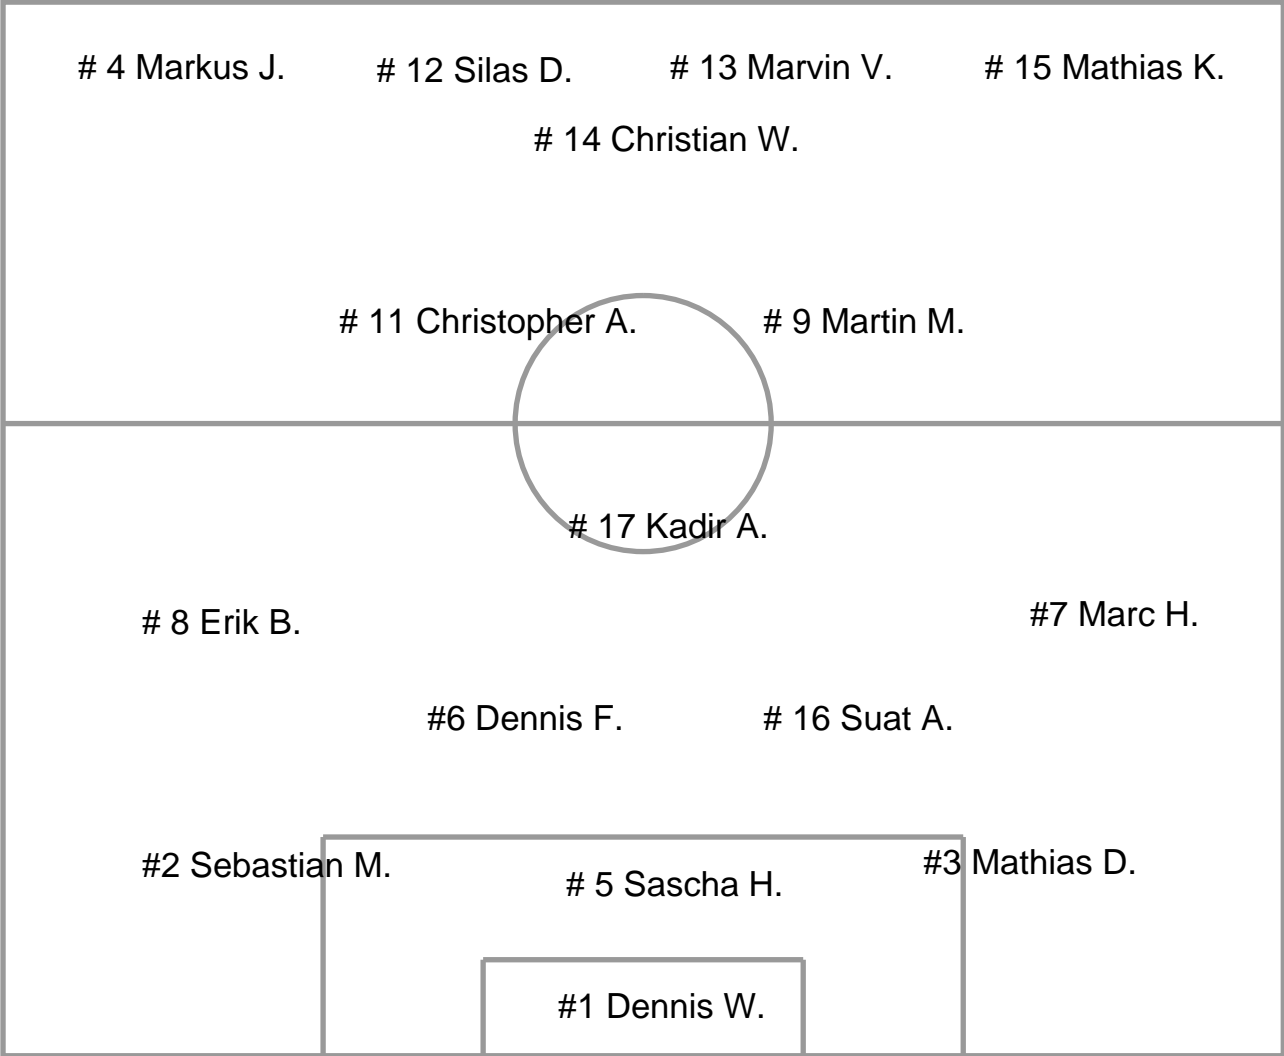 # 4 Markus J.
# 12 Silas D.
# 13 Marvin V.
# 15 Mathias K.
# 14 Christian W.
# 11 Christopher A.
# 9 Martin M.
# 17 Kadir A.
# 8 Erik B.
#7 Marc H.
#6 Dennis F.
# 16 Suat A.
#2 Sebastian M.
# 5 Sascha H.
#3 Mathias D.
#1 Dennis W.